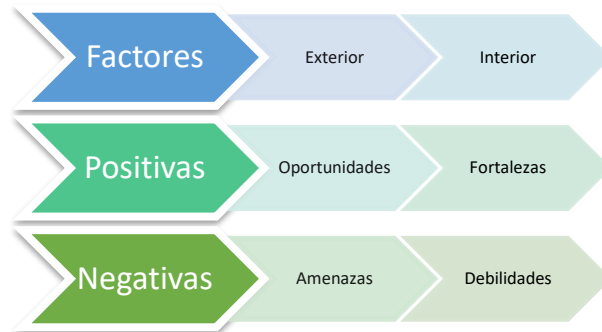 Factores Exterior Interior
Positivas Oportunidades Fortalezas
Negativas Amenazas Debilidades